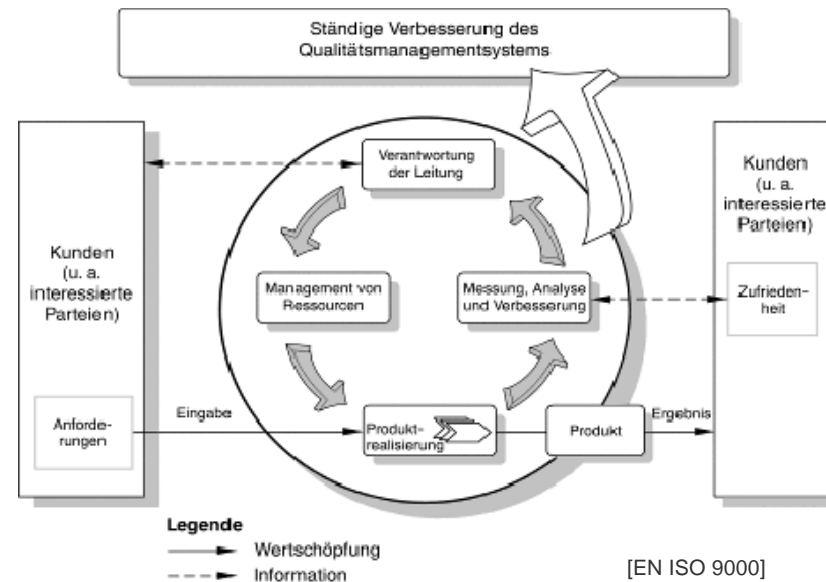 Ständige Verbesserung des
Qualitätsmanagementsystems
Kunden
(u. a.
interessierte
Parteien)
Anforde-
rungen
Eingabe
Verantwortung
der Leitung
Management von
Ressourcen
Messung, Analyse
und Verbesserung
Produkt-
realisierung
Produkt
Ergebnis
Kunden
(u. a.
interessierte
Parteien)
Zufrieden-
heit
Legende
Wertschöpfung
Information
[EN ISO 9000]